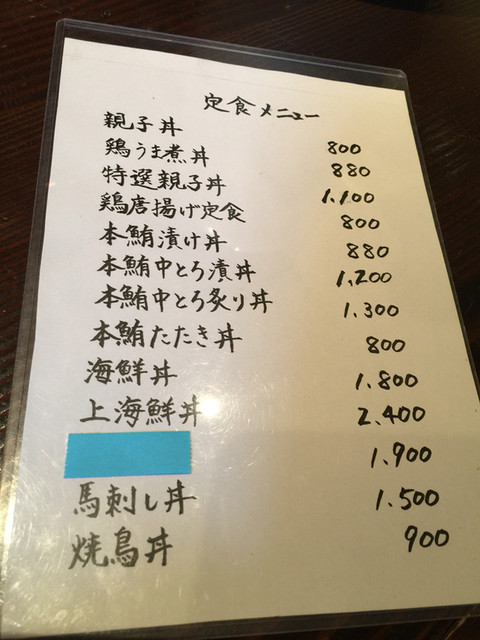 定食メニュー
親子丼 800
鶏うま煮丼 880
特選親子丼 1,100
鶏唐揚げ定食 800
本鮪漬け丼 880
本鮪中とろ漬丼 1,200
本鮪中とろ炙り丼 1,300
本鮪たたき丼 800
海鮮丼 1,800
上海鮮丼 2,400
1,900
馬刺し丼 1,500
焼鳥丼 900